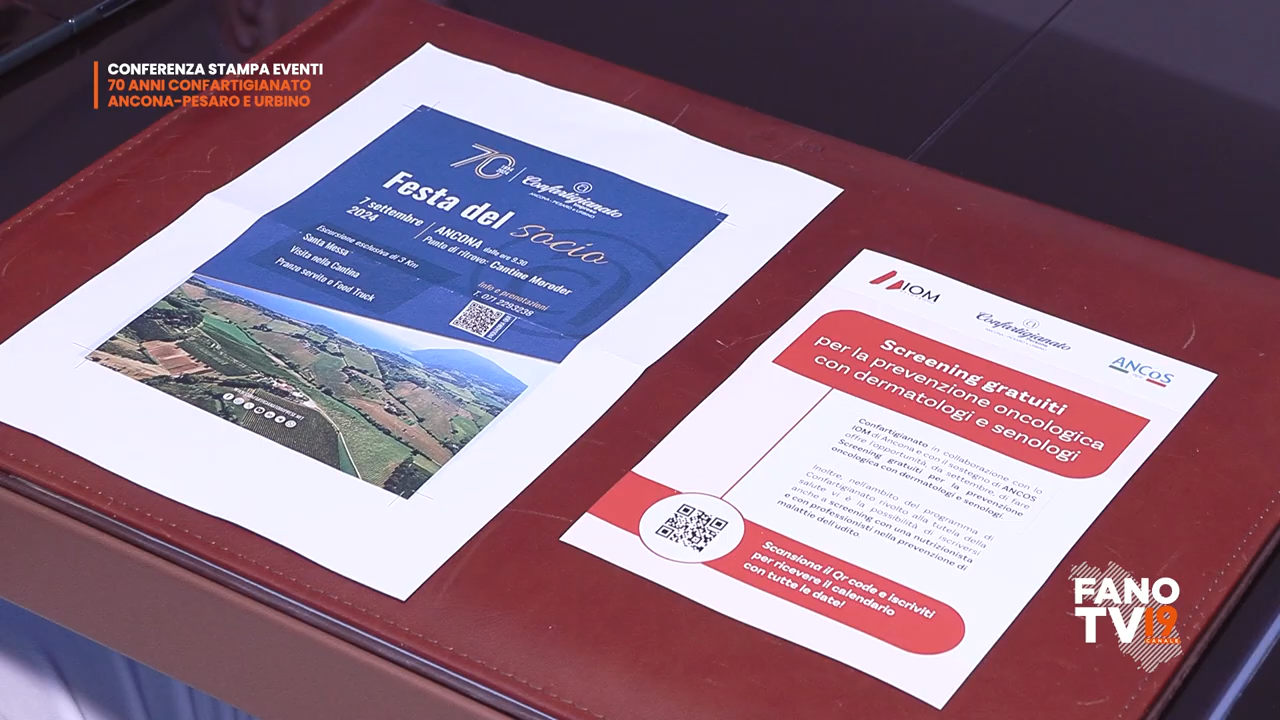 CONFERENZA STAMPA EVENTI
70 ANNI CONFARTIGIANATO
ANCONA-PESARO E URBINO
70
Confartigianato
Imprese
ANCONA - PESARO E URBINO
Festa del socio
7 settembre 2024
ANCONA dalle ore 9.30
Punto di ritrovo: Cantine Moroder
Escursione esclusiva di 3 Km
Santa Messa
Visita nella Cantina
Pranzo servito o Food Truck
Info e prenotazioni
T. 071 2293238
IOM
Confartigianato
ANCoS
Screening gratuiti
per la prevenzione oncologica
con dermatologi e senologi
Confartigianato in collaborazione con lo
IOM di Ancona e con il sostegno di ANCOS
offre l'opportunità, da settembre, di fare
Screening gratuiti per la prevenzione
oncologica con dermatologi e senologi.
Inoltre, nell'ambito del programma di
Confartigianato rivolto alla tutela della
salute vi è la possibilità di iscriversi
anche a screening con una nutrizionista
e con professionisti nella prevenzione di
malattie dell'udito.
Scansiona il Qr code e iscriviti
per ricevere il calendario
con tutte le date!
FANO
TV 19
CANALE